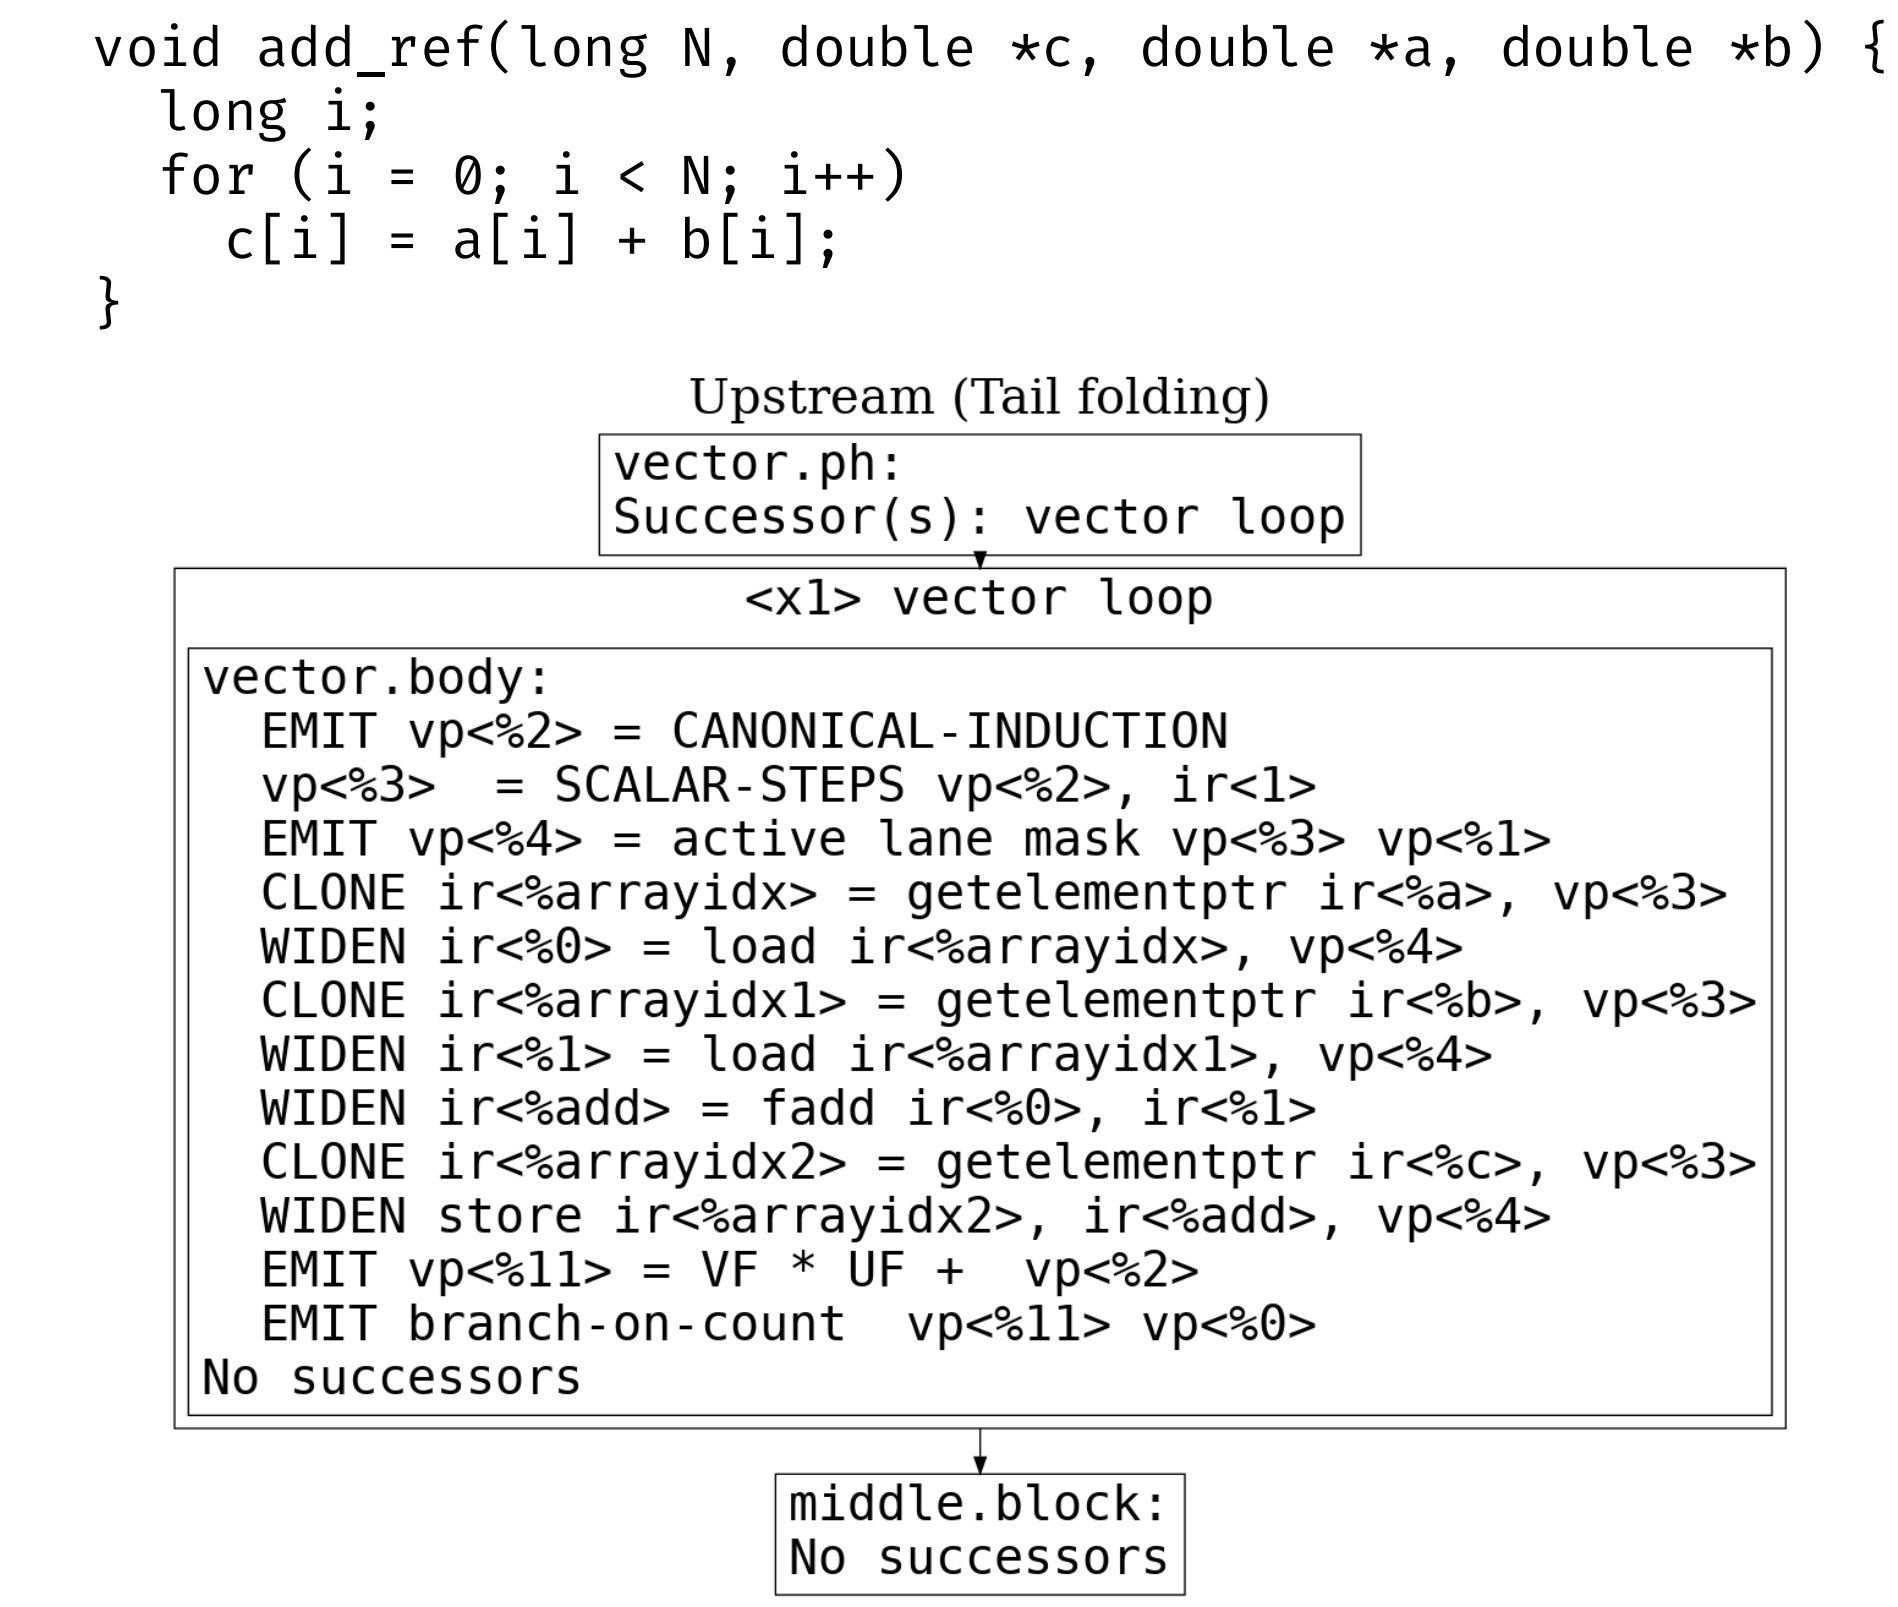 void add_ref(long N, double *c, double *a, double *b) {
  long i;
  for (i = 0; i < N; i++)
    c[i] = a[i] + b[i];
}
Upstream (Tail folding)
vector.ph:
Successor(s): vector loop
<x1> vector loop
vector.body:
  EMIT vp<%2> = CANONICAL-INDUCTION
  vp<%3>  = SCALAR-STEPS vp<%2>, ir<1>
  EMIT vp<%4> = active lane mask vp<%3> vp<%1>
  CLONE ir<%arrayidx> = getelementptr ir<%a>, vp<%3>
  WIDEN ir<%0> = load ir<%arrayidx>, vp<%4>
  CLONE ir<%arrayidx1> = getelementptr ir<%b>, vp<%3>
  WIDEN ir<%1> = load ir<%arrayidx1>, vp<%4>
  WIDEN ir<%add> = fadd ir<%0>, ir<%1>
  CLONE ir<%arrayidx2> = getelementptr ir<%c>, vp<%3>
  WIDEN store ir<%arrayidx2>, ir<%add>, vp<%4>
  EMIT vp<%11> = VF * UF +  vp<%2>
  EMIT branch-on-count  vp<%11> vp<%0>
No successors
middle.block:
No successors